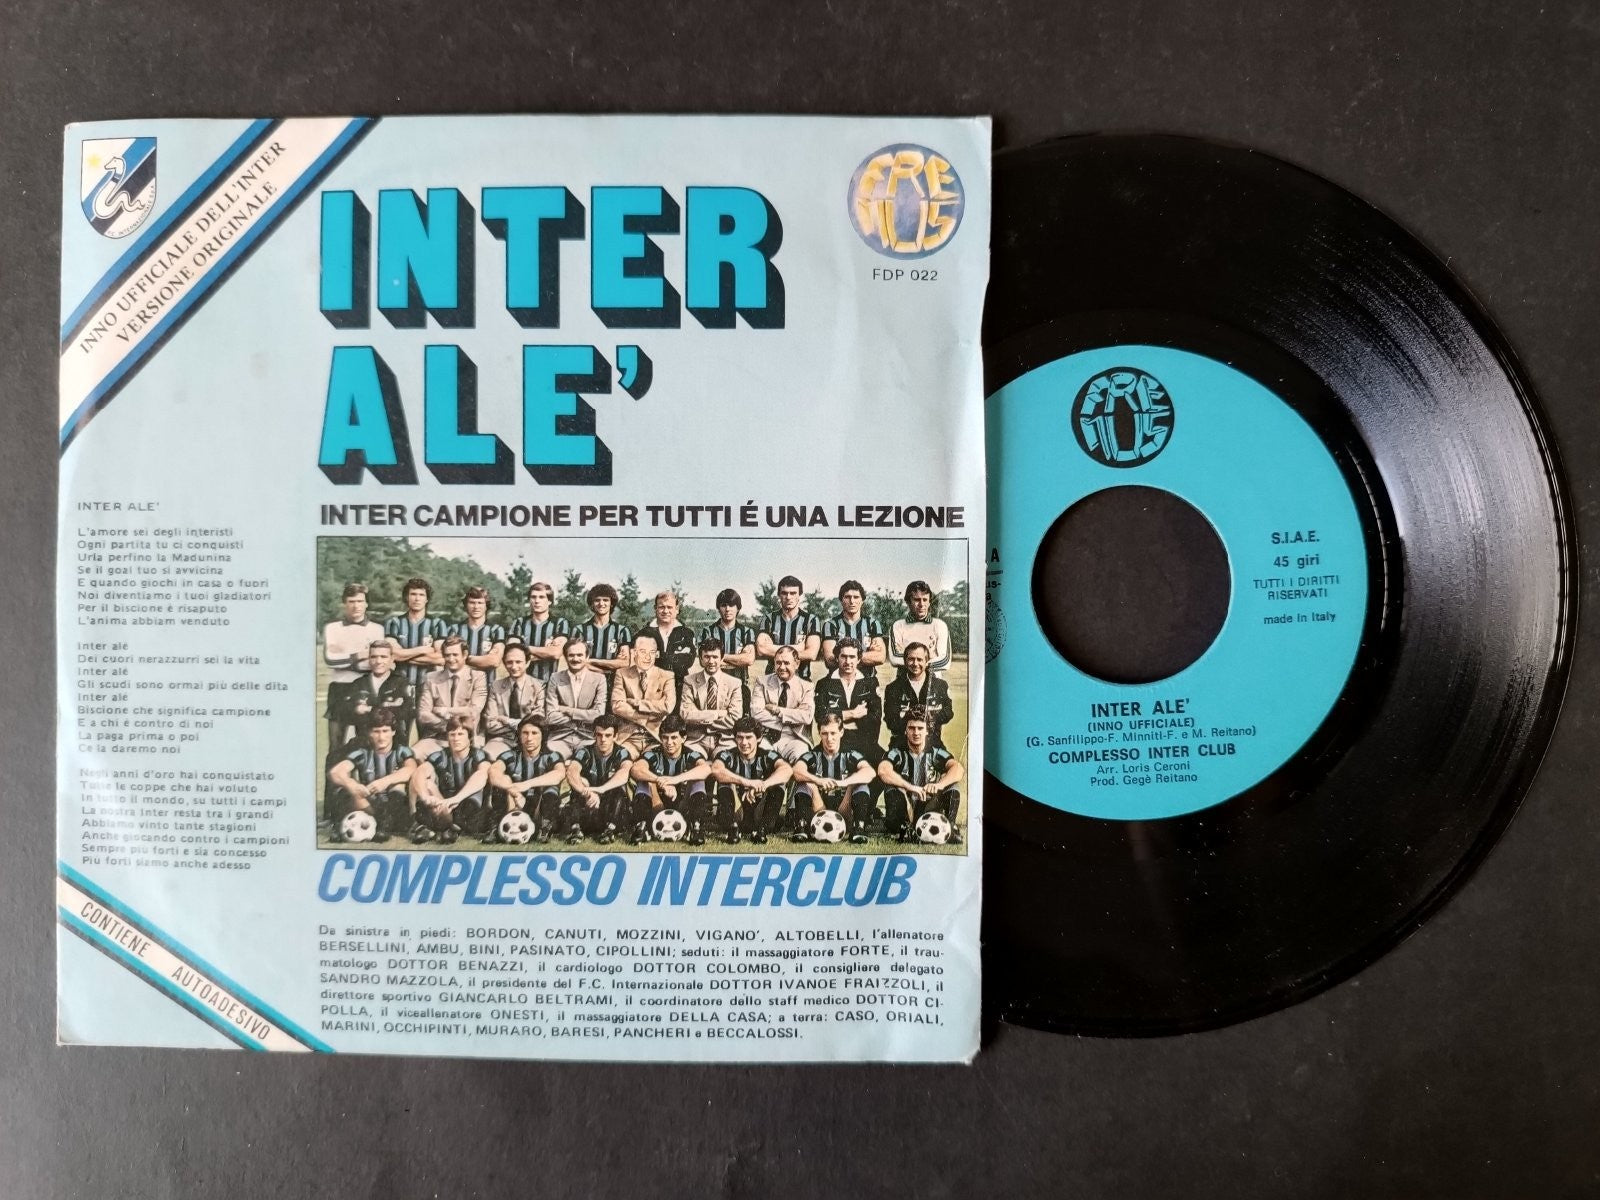 INNO UFFICIALE DELL'INTER
VERSIONE ORIGINALE
F.C. INTERNAZIONALE
INTER
ALE'
FREMUS
FDP 022
INTER CAMPIONE PER TUTTI É UNA LEZIONE
INTER ALE'
L'amore sei degli interisti
Ogni partita tu ci conquisti
Urla perfino la Madunina
Se il goal tuo si avvicina
E quando giochi in casa o fuori
Noi diventiamo i tuoi gladiatori
Per il biscione è risaputo
L'anima abbiam venduto
Inter alé
Dei cuori nerazzurri sei la vita
Inter alé
Gli scudi sono ormai più delle dita
Inter alé
Biscione che significa campione
E a chi é contro di noi
La paga prima o poi
Ce la daremo noi
Negli anni d'oro hai conquistato
Tutte le coppe che hai voluto
In tutto il mondo, su tutti i campi
La nostra Inter resta tra i grandi
Abbiamo vinto tante stagioni
Anche giocando contro i campioni
Sempre più forti e sia concesso
Più forti siamo anche adesso
CONTIENE AUTOADESIVO
COMPLESSO INTERCLUB
Da sinistra in piedi: BORDON, CANUTI, MOZZINI, VIGANO', ALTOBELLI, l'allenatore
BERSELLINI, AMBU, BINI, PASINATO, CIPOLLINI; seduti: il massaggiatore FORTE, il trau-
matologo DOTTOR BENAZZI, il cardiologo DOTTOR COLOMBO, il consigliere delegato
SANDRO MAZZOLA, il presidente del F.C. Internazionale DOTTOR IVANOE FRAIZZOLI, il
direttore sportivo GIANCARLO BELTRAMI, il coordinatore dello staff medico DOTTOR CI-
POLLA, il viceallenatore ONESTI, il massaggiatore DELLA CASA; a terra: CASO, ORIALI,
MARINI, OCCHIPINTI, MURARO, BARESI, PANCHERI e BECCALOSSI.
FREMUS
A
S.I.A.E.
45 giri
TUTTI I DIRITTI
RISERVATI
made in Italy
INTER ALE'
(INNO UFFICIALE)
(G. Sanfilippo-F. Minniti-F. e M. Reitano)
COMPLESSO INTER CLUB
Arr. Loris Ceroni
Prod. Gegè Reitano